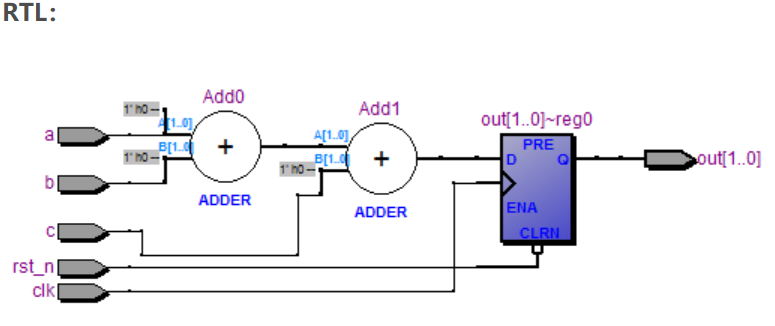 RTL:
Add0
1' h0
A[1..0]
a
B[1..0]
1' h0
b
+
ADDER
Add1
A[1..0]
B[1..0]
1' h0
+
ADDER
c
rst_n
clk
out[1..0]~reg0
PRE
D
Q
ENA
CLRN
out[1..0]